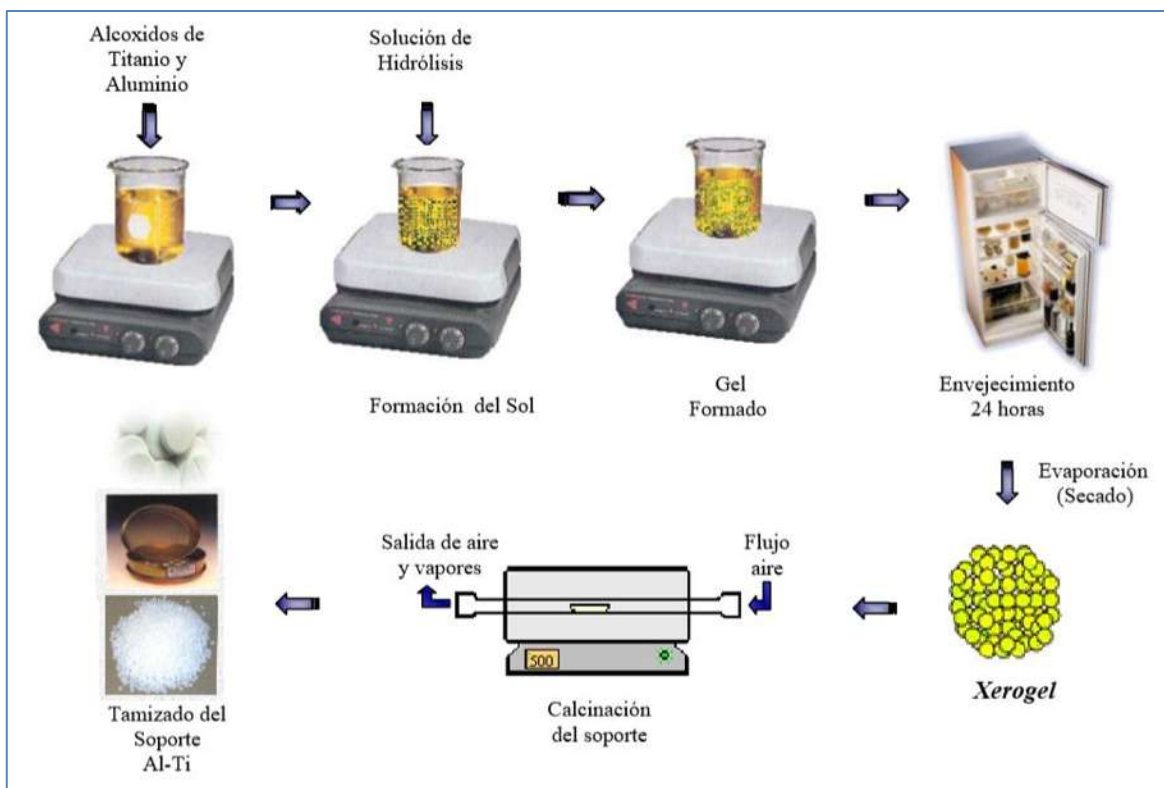 Alcoxidos de
Titanio y
Aluminio
Solución de
Hidrólisis
Formación del Sol
Gel
Formado
Envejecimiento
24 horas
Evaporación
(Secado)
Xerogel
Flujo
aire
Salida de aire
y vapores
500
Calcinación
del soporte
Tamizado del
Soporte
Al-Ti